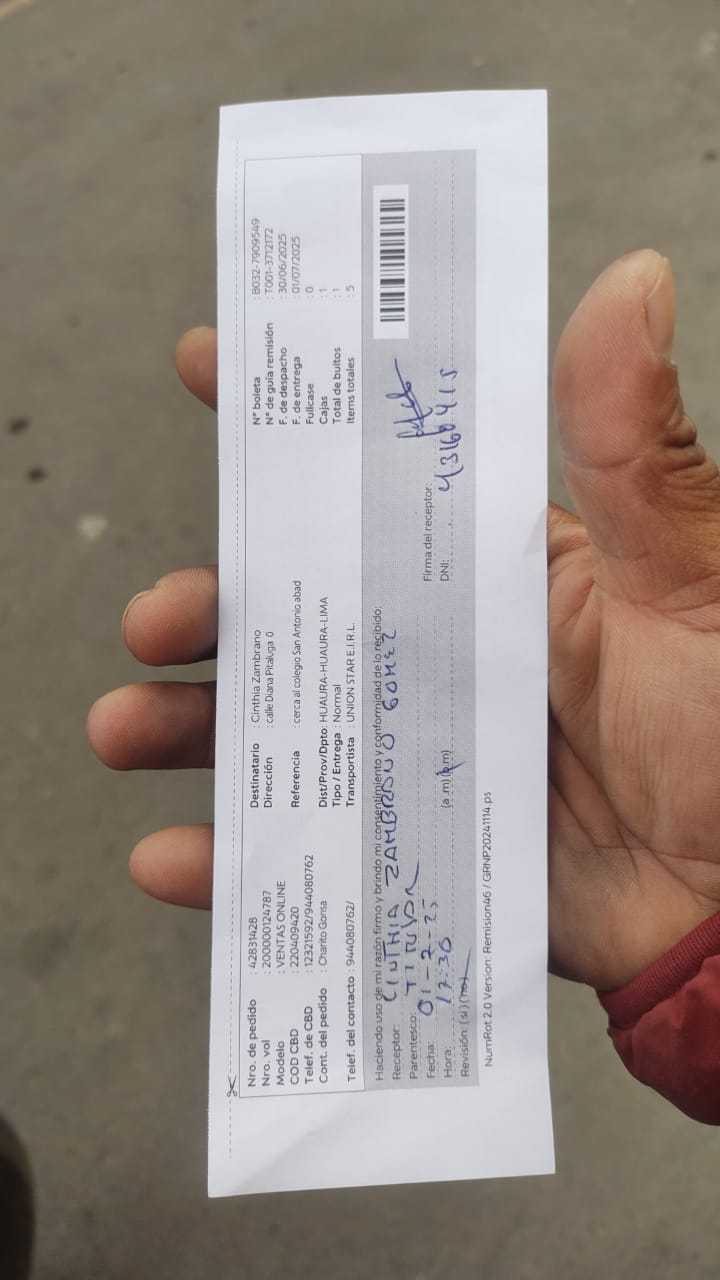 Nro. de pedido : 42831428
Nro. vol : 200000124787
Modelo : VENTAS ONLINE
COD CBD : 220409420
Telef. de CBD : 12321592/944080762
Cont. del pedido : Charito Goma
Telef. del contacto : 944080762/
Destinatario : Cinthia Zambrano
Dirección : calle Diana Pitaluga 0
Referencia : cerca al colegio San Antonio abad
Dist/Prov/Dpto: HUAURA-HUAURA-LIMA
Tipo / Entrega : Normal
Transportista : UNION STAR E.I.R.L.
N° boleta : B032-7909549
N° de guía remisión : T001-3712172
F. de despacho : 30/06/2025
F. de entrega : 01/07/2025
Fullcase : 0
Cajas : 1
Total de bultos : 1
Items totales : 5
Haciendo uso de mi razón firmo y brindo mi consentimiento y conformidad de lo recibido:
Receptor: CINTHIA ZAMBRANO GOMEZ
Parentesco: TITULAR
Fecha: 01-7-25
Hora: 12:30 (a.m)(p.m)
Revisión: (si)(no)
Firma del receptor:
DNI: 43160415
NumRot 2.0 Version: Remision46 / GRNP20241114.ps